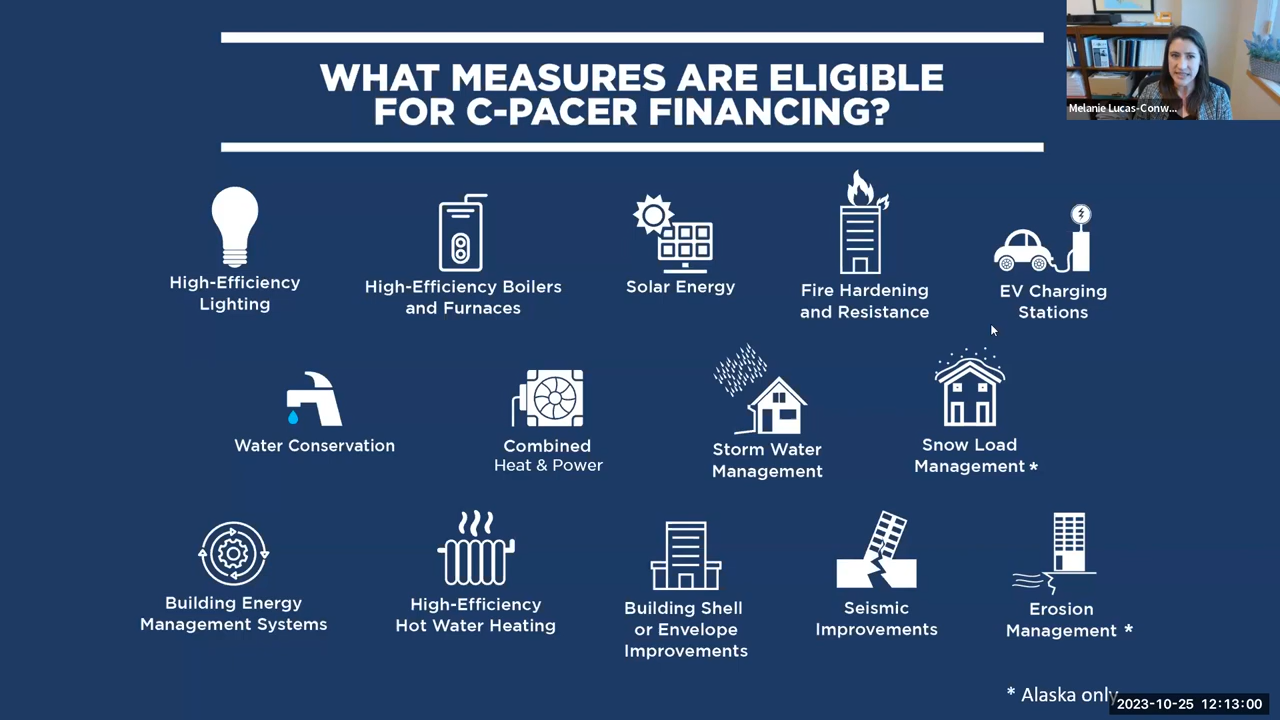 WHAT MEASURES ARE ELIGIBLE
FOR C-PACER FINANCING?
Melanie Lucas-Conw...
High-Efficiency
Lighting
High-Efficiency Boilers
and Furnaces
Solar Energy
Fire Hardening
and Resistance
EV Charging
Stations
Water Conservation
Combined
Heat & Power
Storm Water
Management
Snow Load
Management *
Building Energy
Management Systems
High-Efficiency
Hot Water Heating
Building Shell
or Envelope
Improvements
Seismic
Improvements
Erosion
Management *
* Alaska only
2023-10-25 12:13:00